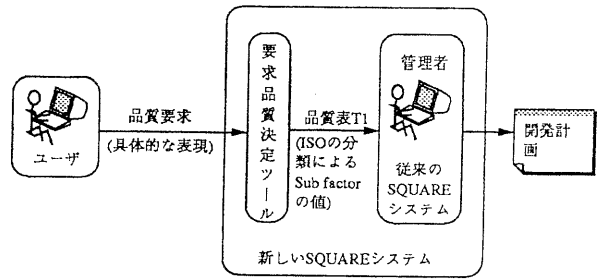 ユーザ
品質要求
(具体的な表現)
要求品質決定ツール
品質表T1
(ISOの分
類による
Sub factor
の値)
管理者
従来の
SQUARE
システム
新しいSQUAREシステム
開発計
画